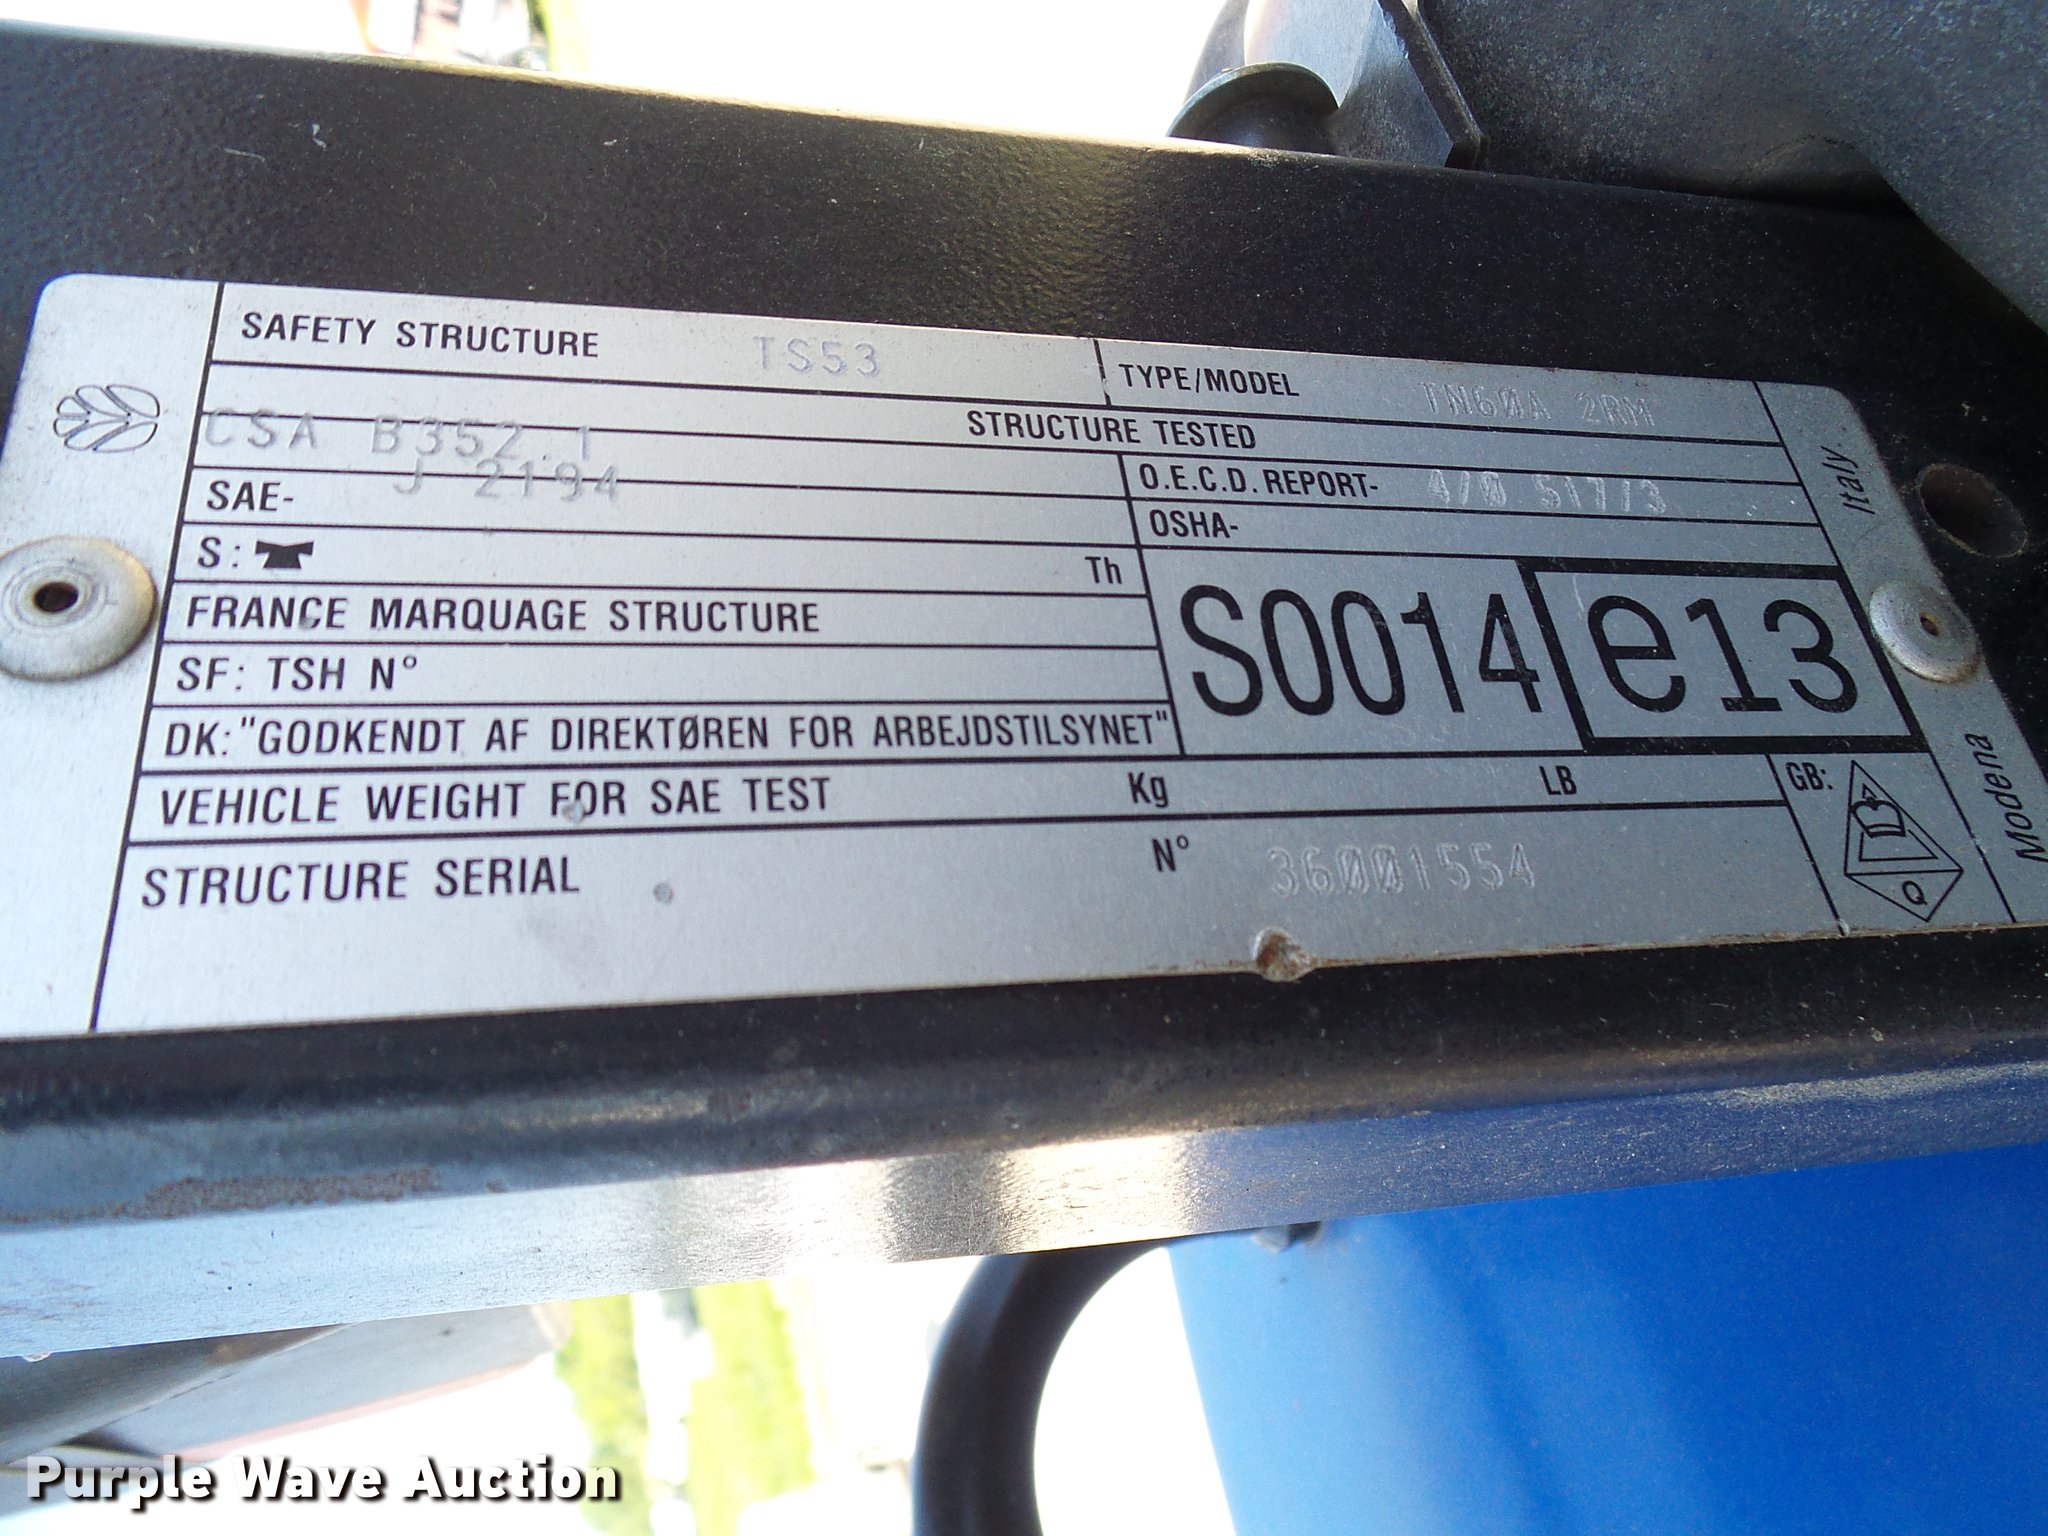 SAFETY STRUCTURE TS53
TYPE/MODEL TN60A 2RM
STRUCTURE TESTED
CSA B352.1
O.E.C.D. REPORT- 4/0 517/3
SAE- J 2194
OSHA-
S: Th
FRANCE MARQUAGE STRUCTURE
S0014 e13
SF: TSH N°
DK: "GODKENDT AF DIREKTØREN FOR ARBEJDSTILSYNET"
VEHICLE WEIGHT FOR SAE TEST Kg LB
GB:
Q
STRUCTURE SERIAL N° 36001554
Italy
Modena
Purple Wave Auction